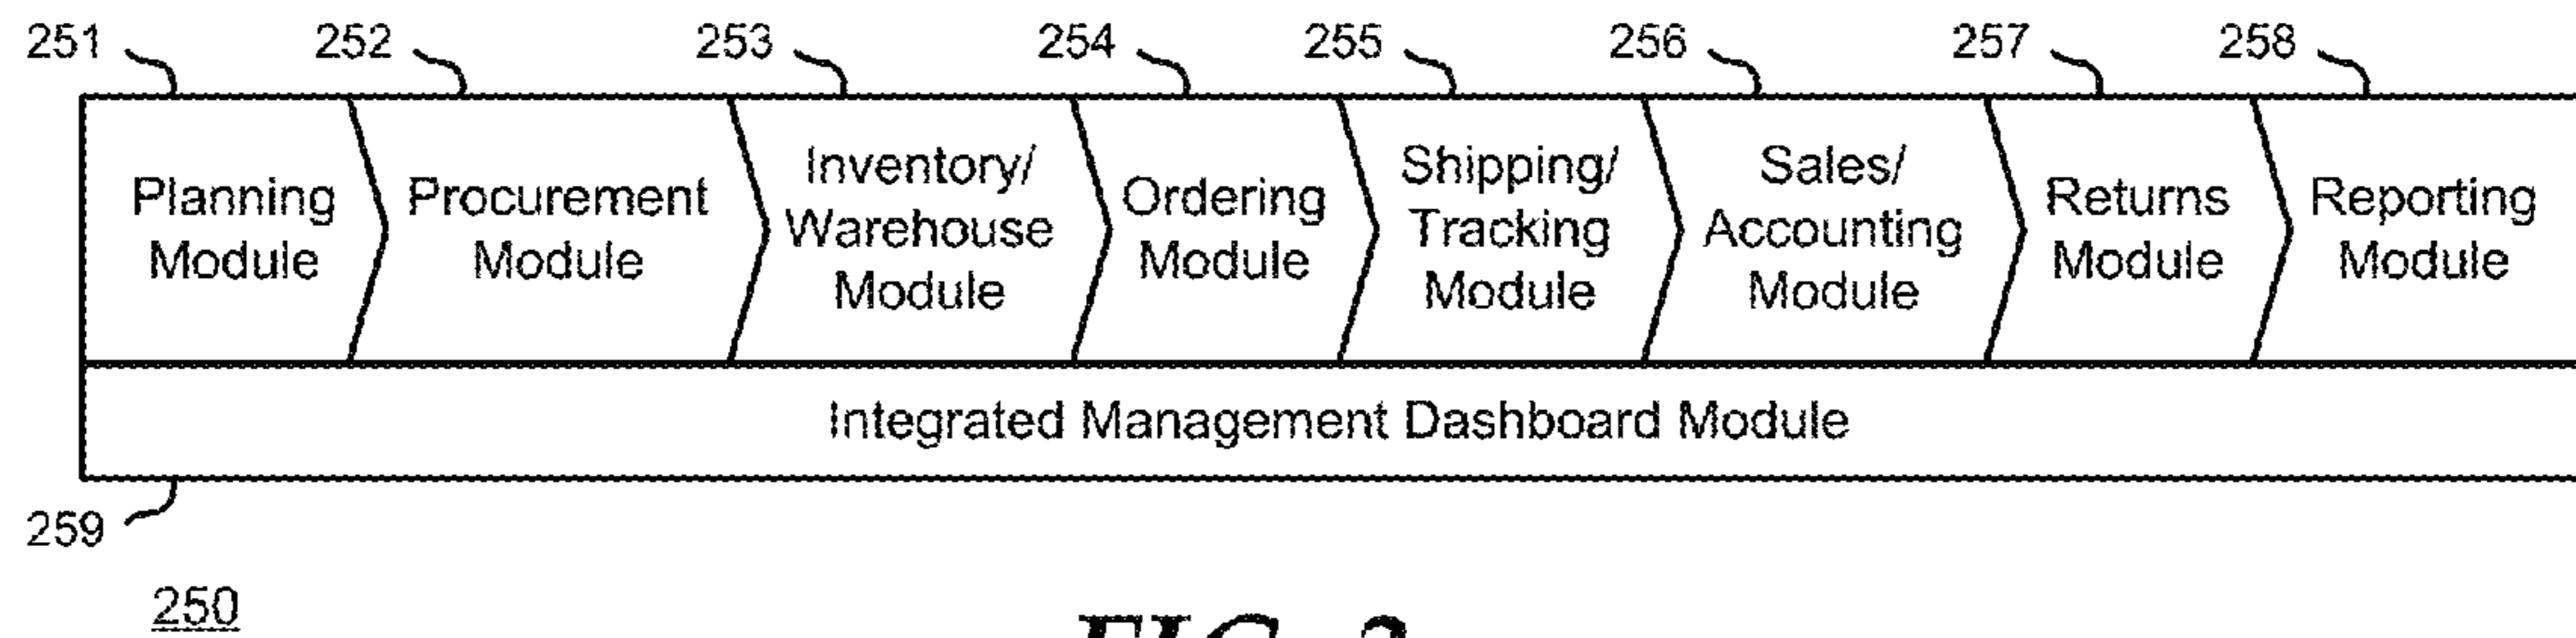 251 252 253 254 255 256 257 258
Planning
Module
Procurement
Module
Inventory/
Warehouse
Module
Ordering
Module
Shipping/
Tracking
Module
Sales/
Accounting
Module
Returns
Module
Reporting
Module
Integrated Management Dashboard Module
259
250